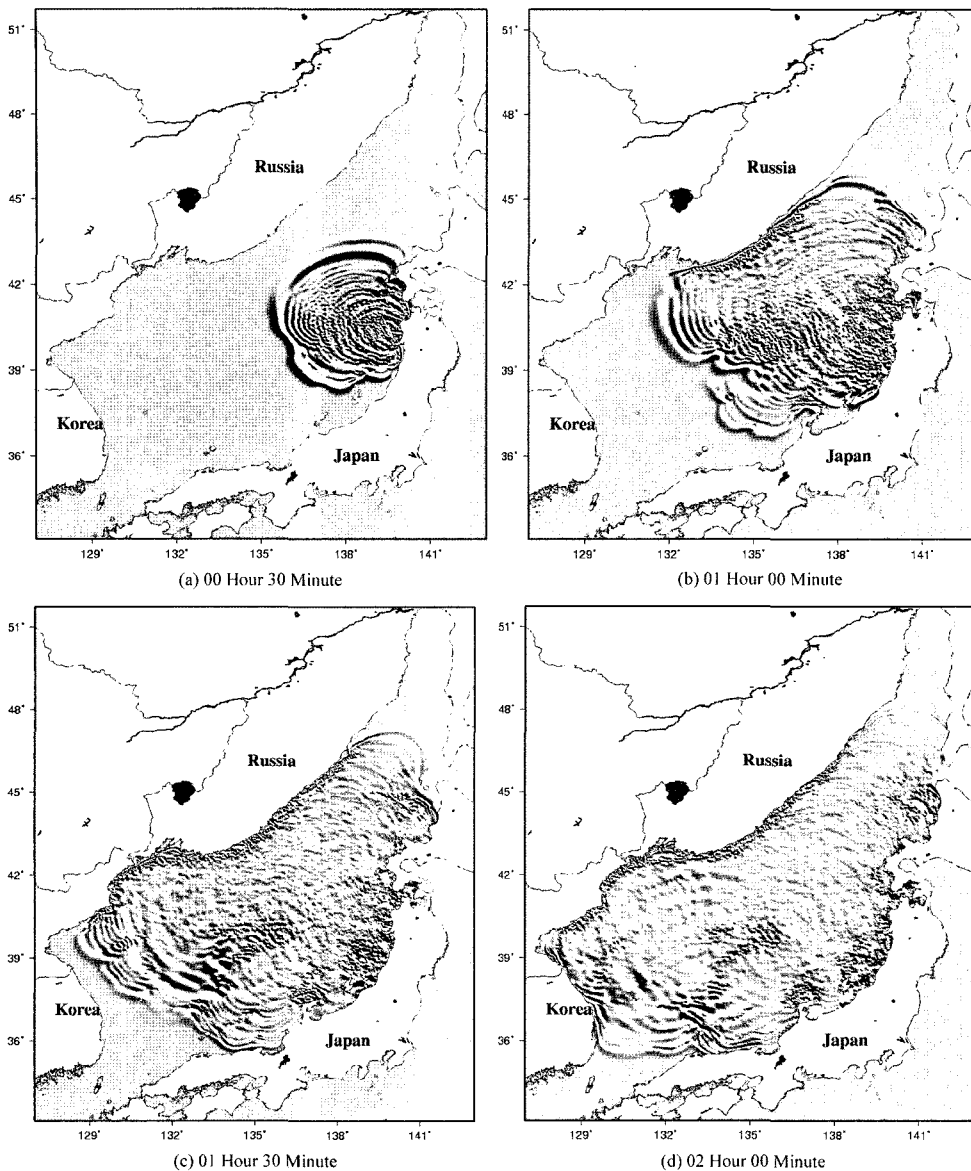 51°
48°
Russia
45°
42°
39°
Korea
36°
Japan
129° 132° 135° 138° 141°
(a) 00 Hour 30 Minute
51°
48°
Russia
45°
42°
39°
Korea
36°
Japan
129° 132° 135° 138° 141°
(b) 01 Hour 00 Minute
51°
48°
Russia
45°
42°
39°
Korea
36°
Japan
129° 132° 135° 138° 141°
(c) 01 Hour 30 Minute
51°
48°
Russia
45°
42°
39°
Korea
36°
Japan
129° 132° 135° 138° 141°
(d) 02 Hour 00 Minute